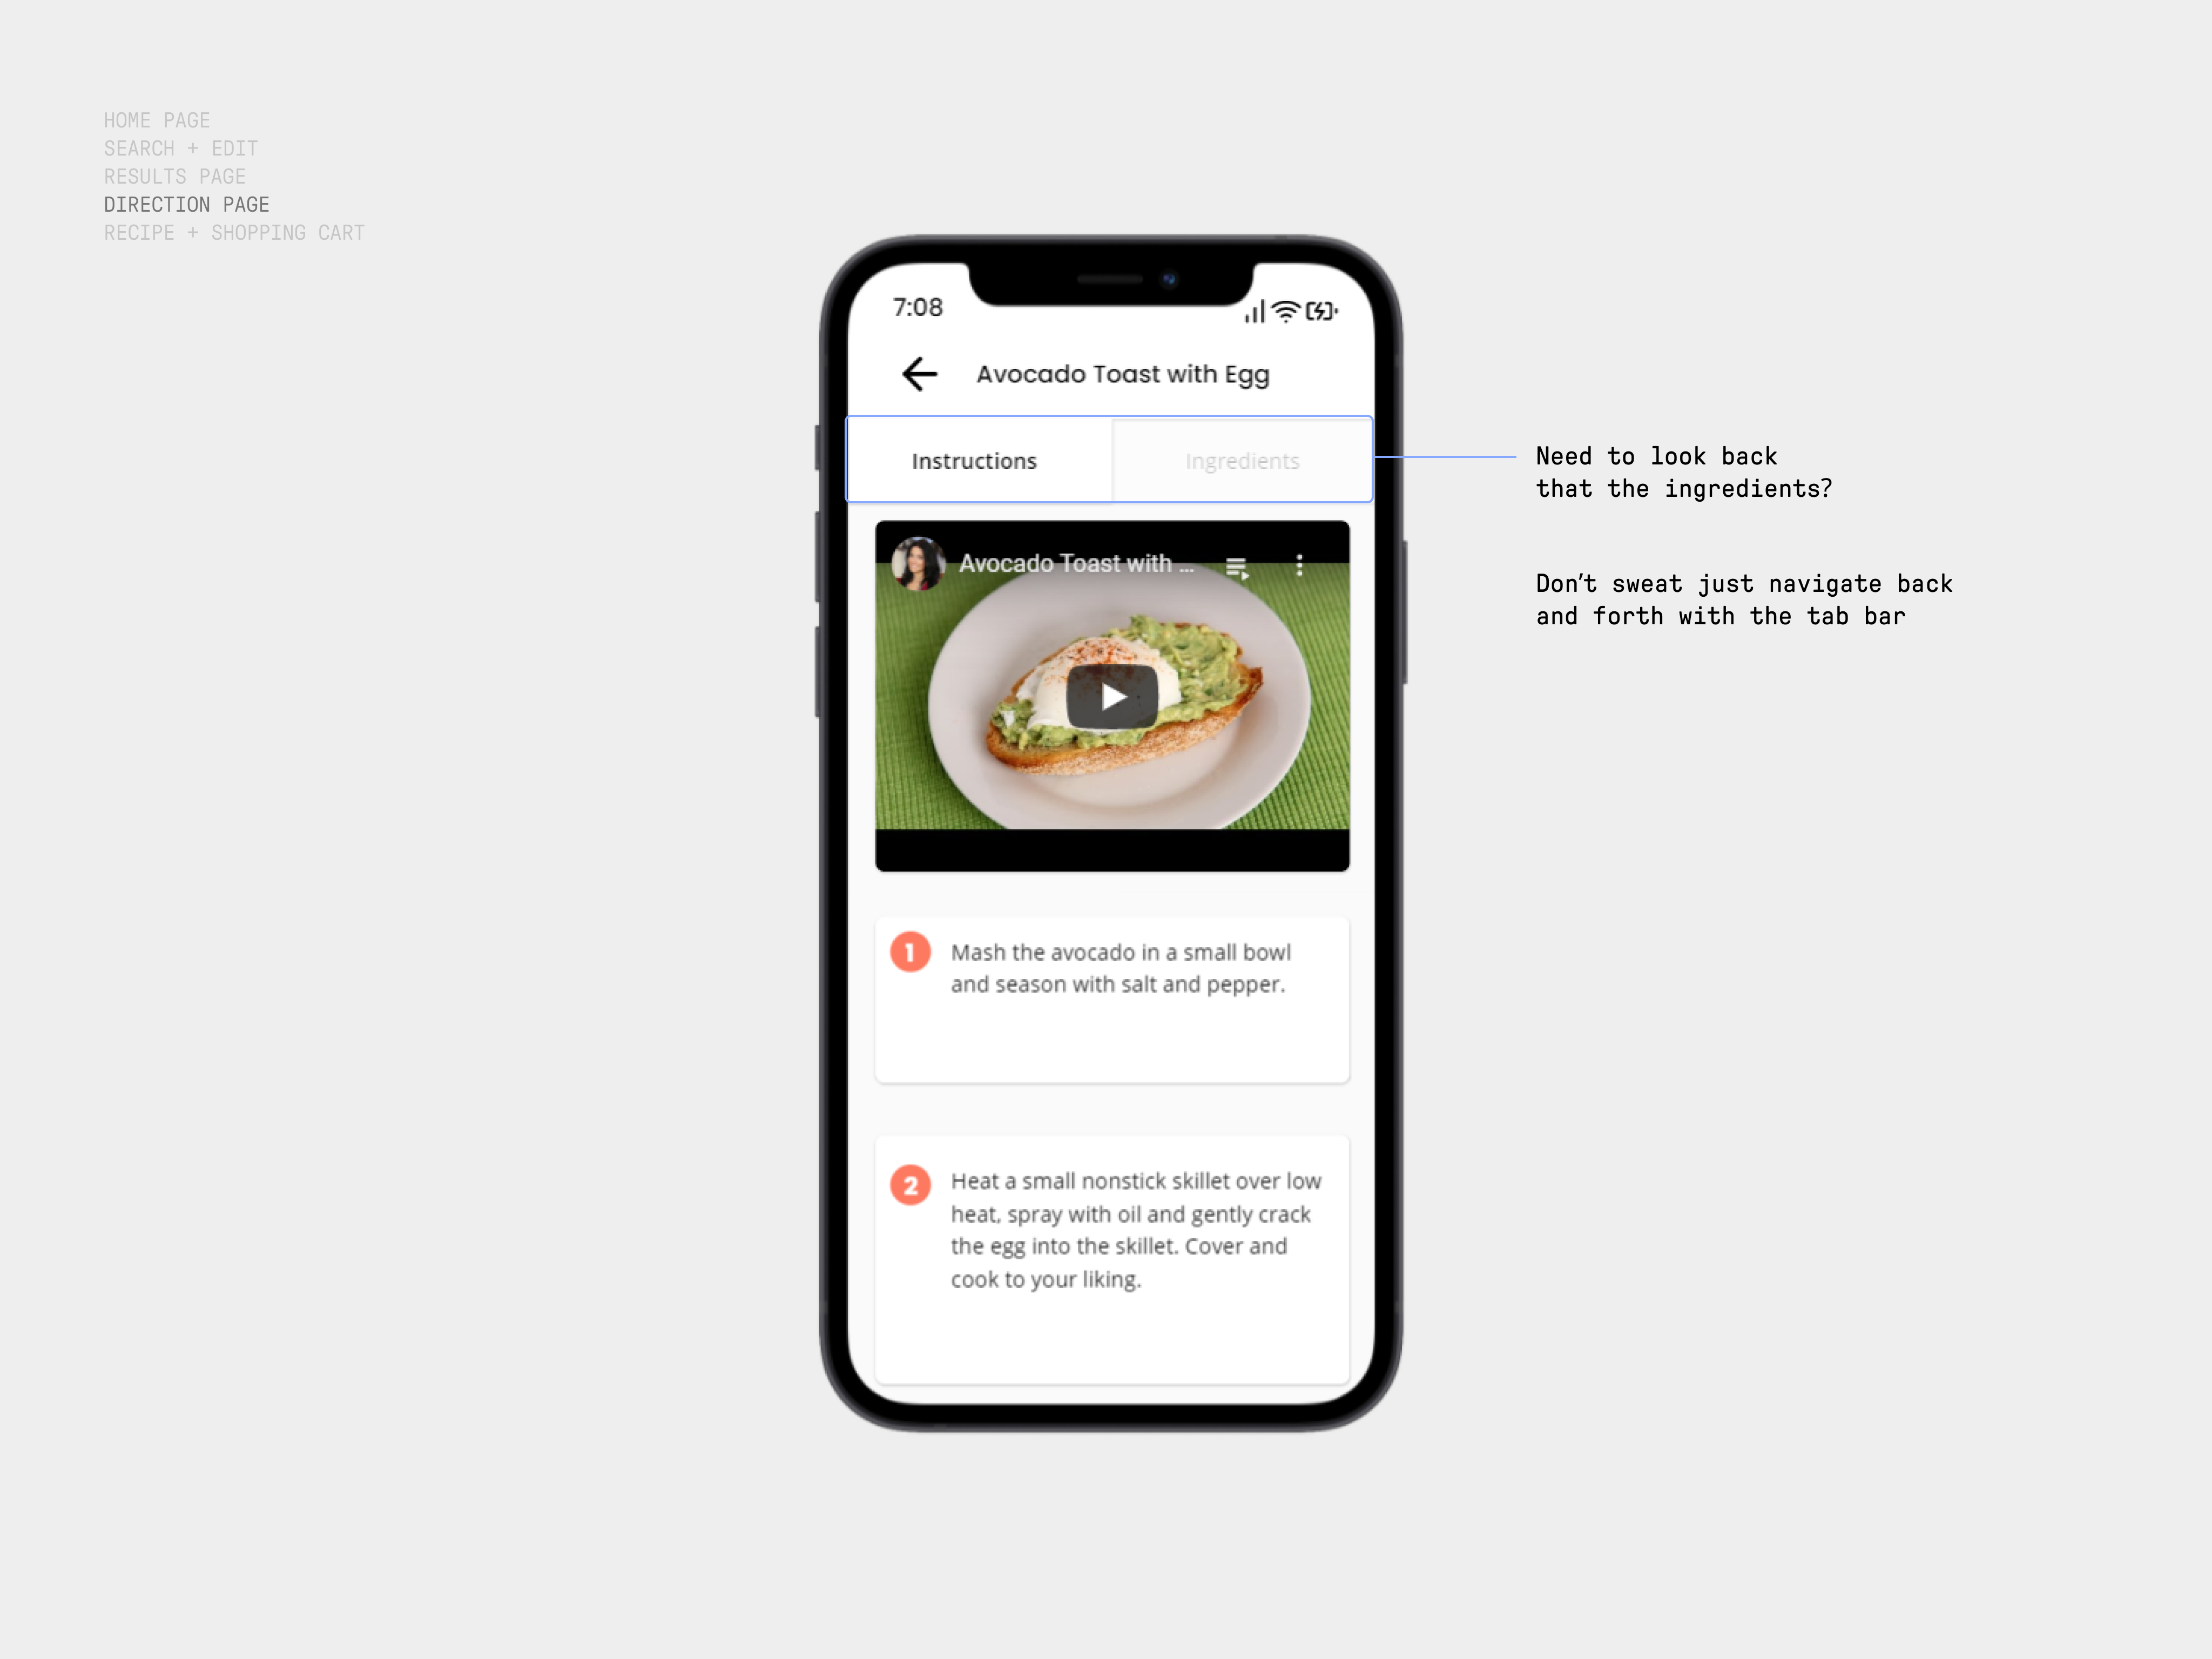 HOME PAGE
SEARCH + EDIT
RESULTS PAGE
DIRECTION PAGE
RECIPE + SHOPPING CART
7:08
Avocado Toast with Egg
Instructions
Ingredients
Need to look back
that the ingredients?
Don't sweat just navigate back
and forth with the tab bar
Avocado Toast with ...
1
Mash the avocado in a small bowl
and season with salt and pepper.
2
Heat a small nonstick skillet over low
heat, spray with oil and gently crack
the egg into the skillet. Cover and
cook to your liking.